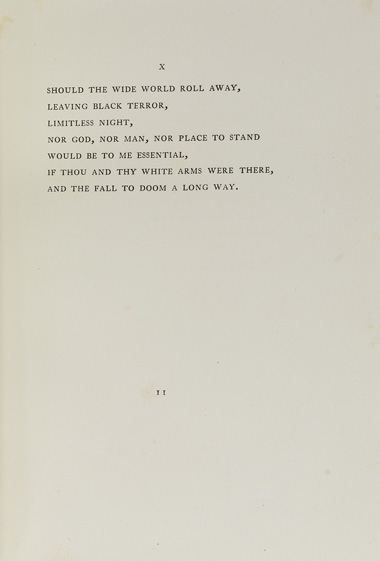 X
SHOULD THE WIDE WORLD ROLL AWAY,
LEAVING BLACK TERROR,
LIMITLESS NIGHT,
NOR GOD, NOR MAN, NOR PLACE TO STAND
WOULD BE TO ME ESSENTIAL,
IF THOU AND THY WHITE ARMS WERE THERE,
AND THE FALL TO DOOM A LONG WAY.
11